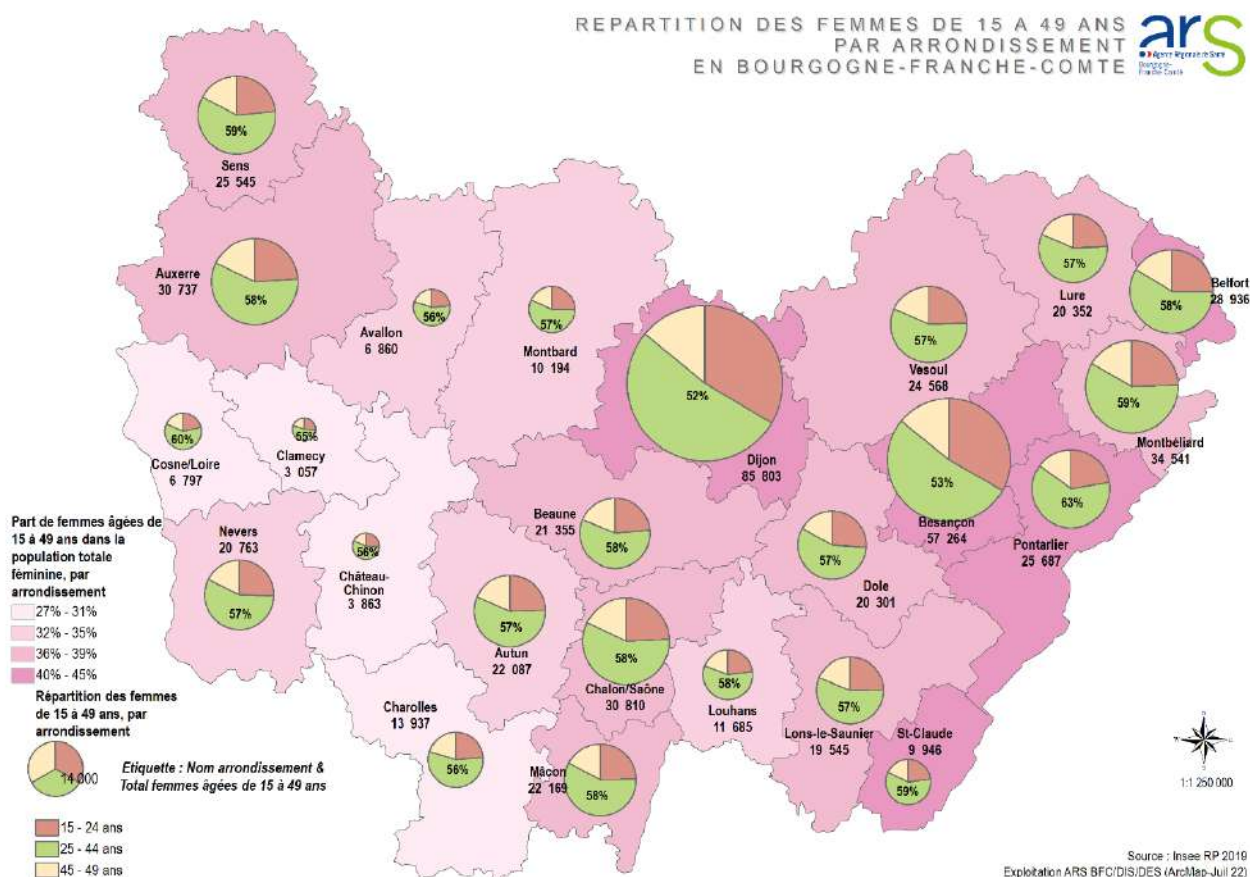 REPARTITION DES FEMMES DE 15 A 49 ANS
PAR ARRONDISSEMENT
EN BOURGOGNE-FRANCHE-COMTE
ars
Agence Régionale de Santé
Bourgogne-
Franche-Comté
59%
Sens
25 545
Auxerre
30 737
58%
56%
Avallon
6 860
57%
Montbard
10 194
52%
Dijon
85 803
57%
Vesoul
24 568
57%
Lure
20 352
Belfort
28 936
58%
59%
Montbéliard
34 541
60%
Cosne/Loire
6 797
55%
Clamecy
3 057
53%
Besançon
57 264
63%
Pontarlier
25 687
Nevers
20 763
57%
56%
Château-
Chinon
3 863
Beaune
21 355
58%
57%
Dole
20 301
57%
Autun
22 087
58%
Chalon/Saône
30 810
58%
Louhans
11 685
57%
Lons-le-Saunier
19 545
St-Claude
9 946
59%
Charolles
13 937
56%
Mâcon
22 169
58%
Part de femmes âgées de
15 à 49 ans dans la
population totale
féminine, par
arrondissement
27% - 31%
32% - 35%
36% - 39%
40% - 45%
Répartition des femmes
de 15 à 49 ans, par
arrondissement
14 000
Etiquette : Nom arrondissement &
Total femmes âgées de 15 à 49 ans
15 - 24 ans
25 - 44 ans
45 - 49 ans
1:1 250 000
Source : Insee RP 2019
Exploitation ARS BFC/DIS/DES (ArcMap-Juil 22)